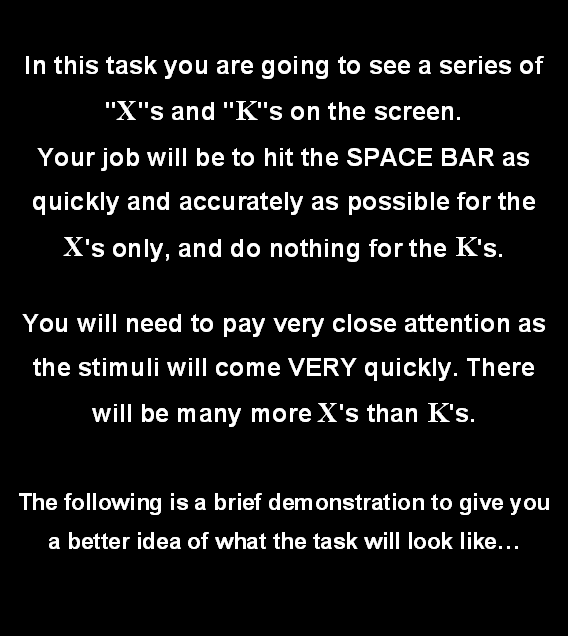 In this task you are going to see a series of
"X"s and "K"s on the screen.
Your job will be to hit the SPACE BAR as
quickly and accurately as possible for the
X's only, and do nothing for the K's.
You will need to pay very close attention as
the stimuli will come VERY quickly. There
will be many more X's than K's.
The following is a brief demonstration to give you
a better idea of what the task will look like...